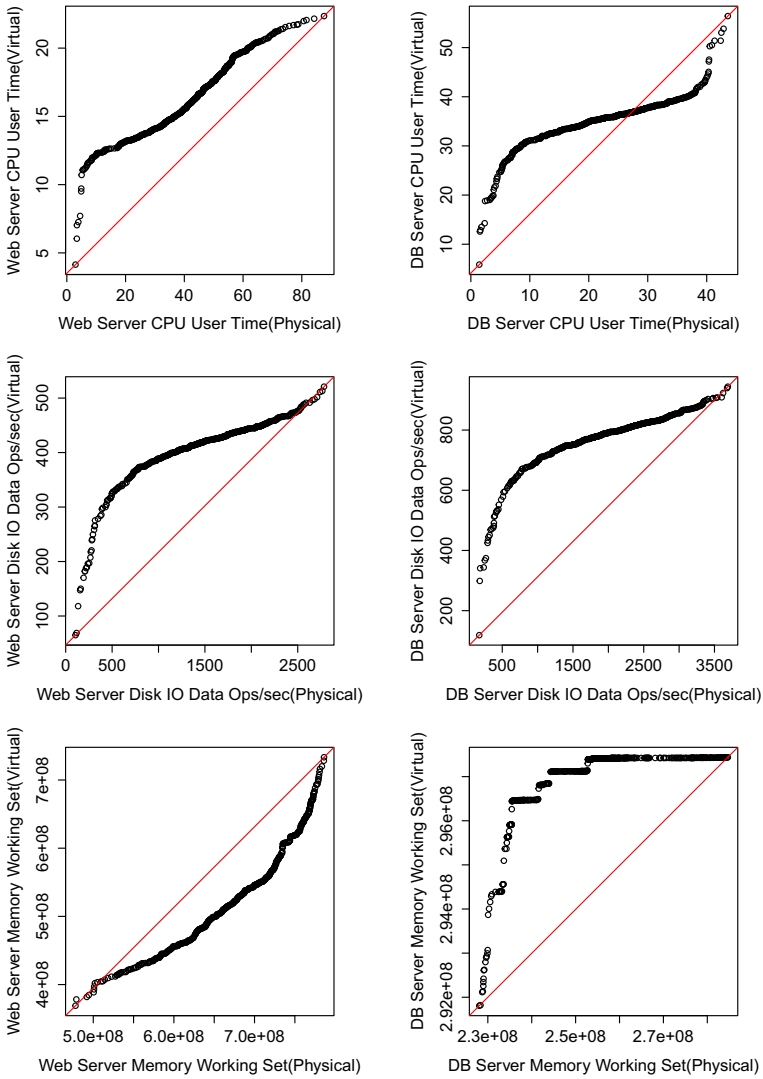 Web Server CPU User Time(Virtual)
20
15
10
5
0 20 40 60 80
Web Server CPU User Time(Physical)
DB Server CPU User Time(Virtual)
50
40
30
20
10
0 10 20 30 40
DB Server CPU User Time(Physical)
Web Server Disk IO Data Ops/sec(Virtual)
500
400
300
200
100
0 500 1500 2500
Web Server Disk IO Data Ops/sec(Physical)
DB Server Disk IO Data Ops/sec(Virtual)
800
600
400
200
500 1500 2500 3500
DB Server Disk IO Data Ops/sec(Physical)
Web Server Memory Working Set(Virtual)
7e+08
6e+08
5e+08
4e+08
5.0e+08 6.0e+08 7.0e+08
Web Server Memory Working Set(Physical)
DB Server Memory Working Set(Virtual)
2.96e+08
2.94e+08
2.92e+08
2.3e+08 2.5e+08 2.7e+08
DB Server Memory Working Set(Physical)